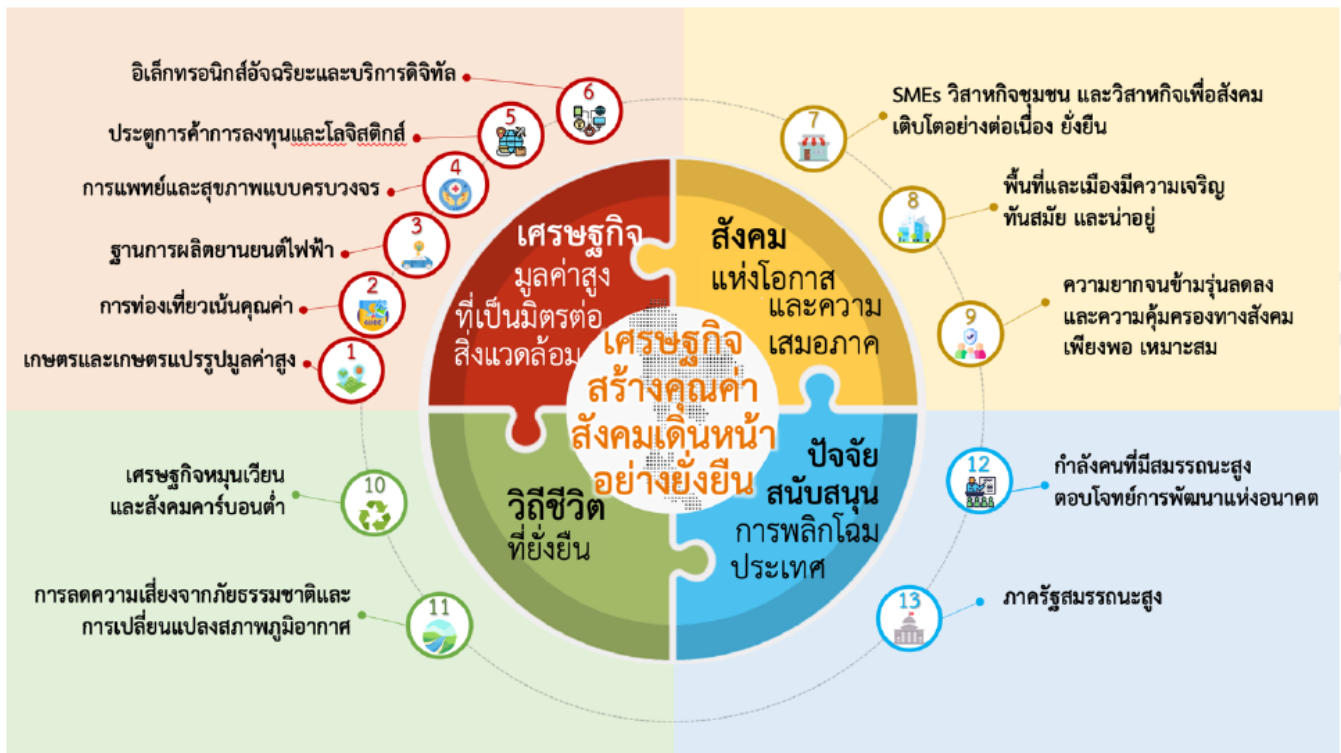 อิเล็กทรอนิกส์อัจฉริยะและบริการดิจิทัล
6
ประตูการค้าการลงทุนและโลจิสติกส์
5
การแพทย์และสุขภาพแบบครบวงจร
4
ฐานการผลิตยานยนต์ไฟฟ้า
3
การท่องเที่ยวเน้นคุณค่า
2
เกษตรและเกษตรแปรรูปมูลค่าสูง
1
เศรษฐกิจ
มูลค่าสูง
ที่เป็นมิตรต่อ
สิ่งแวดล้อม
7
SMEs วิสาหกิจชุมชน และวิสาหกิจเพื่อสังคม
เติบโตอย่างต่อเนื่อง ยั่งยืน
8
พื้นที่และเมืองมีความเจริญ
ทันสมัย และน่าอยู่
9
ความยากจนข้ามรุ่นลดลง
และความคุ้มครองทางสังคม
เพียงพอ เหมาะสม
สังคม
แห่งโอกาส
และความ
เสมอภาค
เศรษฐกิจ
สร้างคุณค่า
สังคมเดินหน้า
อย่างยั่งยืน
เศรษฐกิจหมุนเวียน
และสังคมคาร์บอนต่ำ
10
การลดความเสี่ยงจากภัยธรรมชาติและ
การเปลี่ยนแปลงสภาพภูมิอากาศ
11
วิถีชีวิต
ที่ยั่งยืน
ปัจจัย
สนับสนุน
การพลิกโฉม
ประเทศ
12
กำลังคนที่มีสมรรถนะสูง
ตอบโจทย์การพัฒนาแห่งอนาคต
13
ภาครัฐสมรรถนะสูง